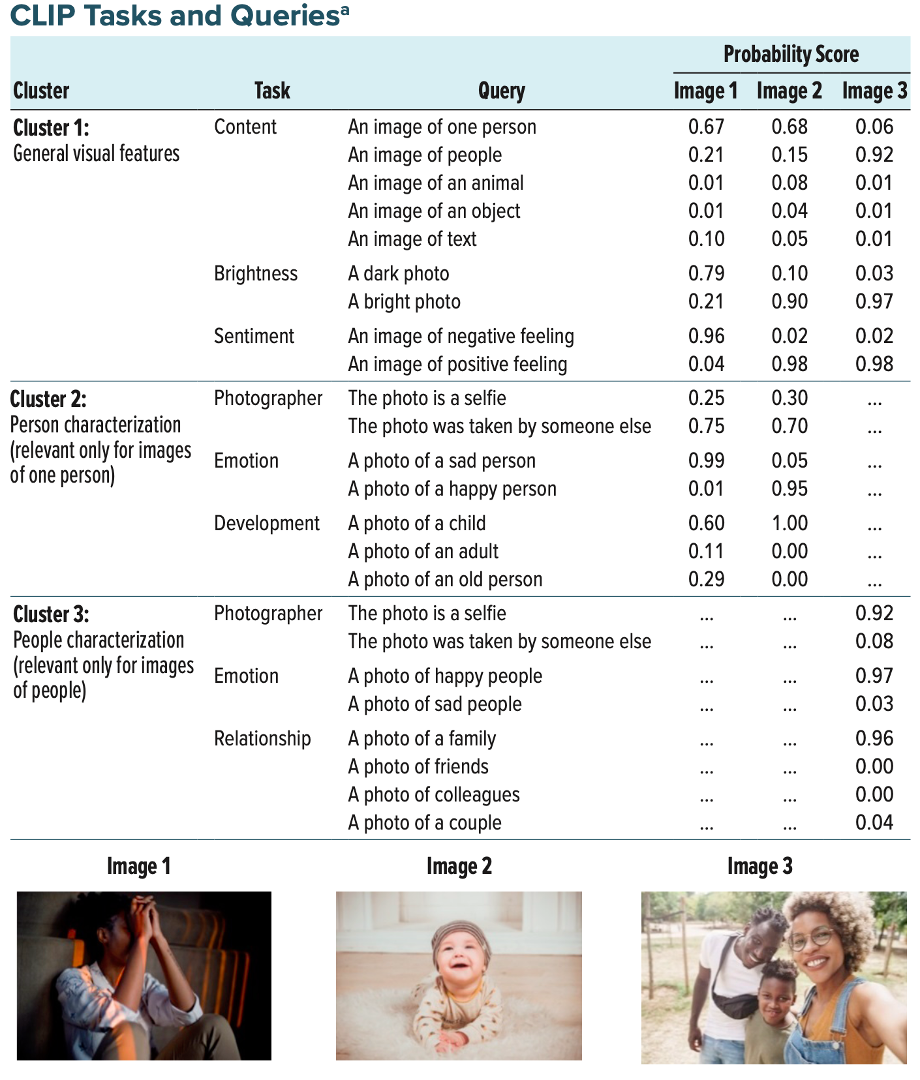 CLIP Tasks and Queriesª
Probability Score
Cluster Task Query Image 1 Image 2 Image 3
Cluster 1: Content An image of one person 0.67 0.68 0.06
General visual features An image of people 0.21 0.15 0.92
An image of an animal 0.01 0.08 0.01
An image of an object 0.01 0.04 0.01
An image of text 0.10 0.05 0.01
Brightness A dark photo 0.79 0.10 0.03
A bright photo 0.21 0.90 0.97
Sentiment An image of negative feeling 0.96 0.02 0.02
An image of positive feeling 0.04 0.98 0.98
Cluster 2: Photographer The photo is a selfie 0.25 0.30 ...
Person characterization The photo was taken by someone else 0.75 0.70 ...
(relevant only for images Emotion A photo of a sad person 0.99 0.05 ...
of one person) A photo of a happy person 0.01 0.95 ...
Development A photo of a child 0.60 1.00 ...
A photo of an adult 0.11 0.00 ...
A photo of an old person 0.29 0.00 ...
Cluster 3: Photographer The photo is a selfie ... ... 0.92
People characterization The photo was taken by someone else ... ... 0.08
(relevant only for images Emotion A photo of happy people ... ... 0.97
of people) A photo of sad people ... ... 0.03
Relationship A photo of a family ... ... 0.96
A photo of friends ... ... 0.00
A photo of colleagues ... ... 0.00
A photo of a couple ... ... 0.04
Image 1 Image 2 Image 3